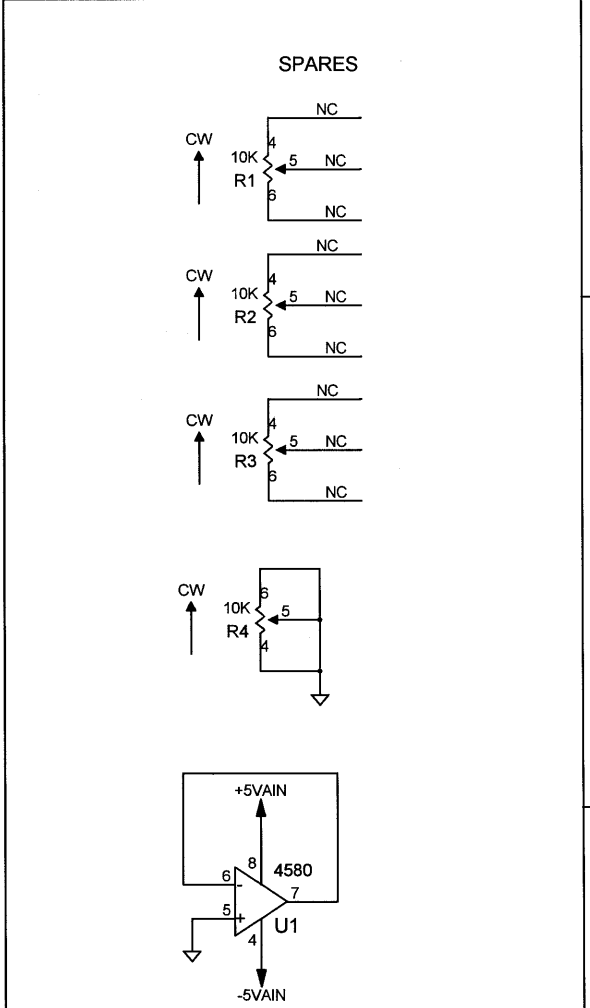 SPARES
NC
CW
4
10K
5 NC
R1
6
NC
NC
CW
4
10K
5 NC
R2
6
NC
NC
CW
4
10K
5 NC
R3
6
NC
CW
6
10K
5
R4
4
+5VAIN
8 4580
6 -
7
5 +
U1
4
-5VAIN